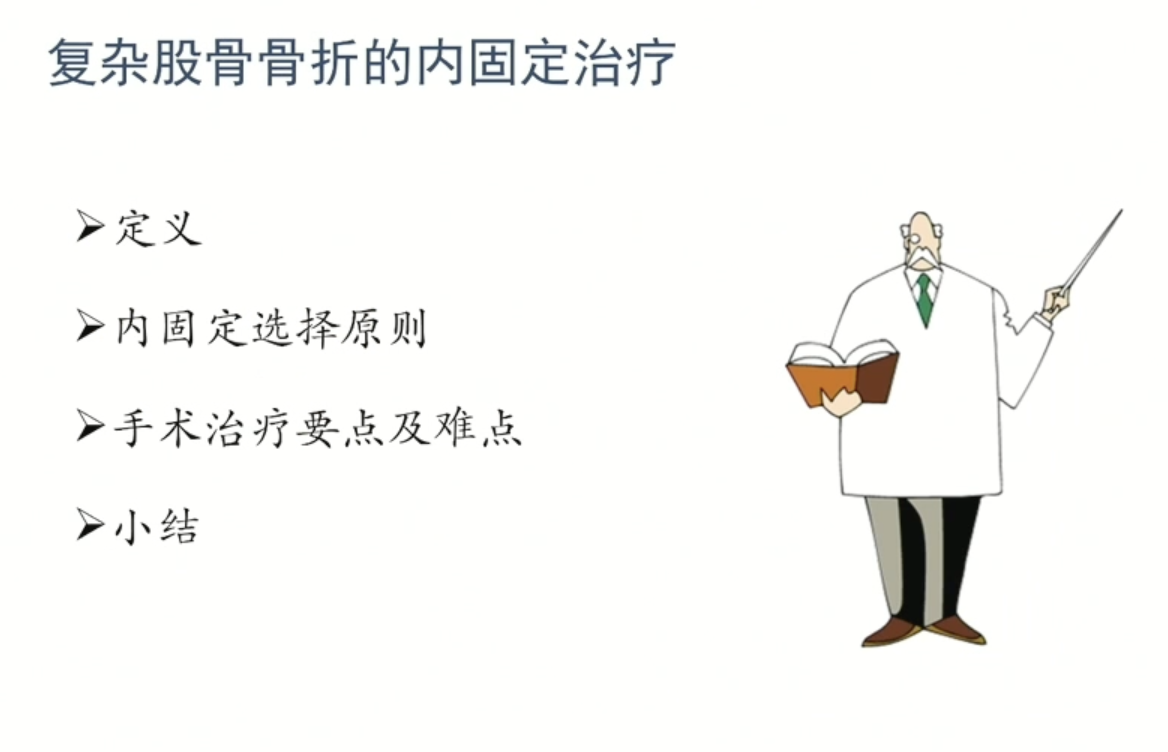 复杂股骨骨折的内固定治疗
➢定义
➢内固定选择原则
➢手术治疗要点及难点
➢小结